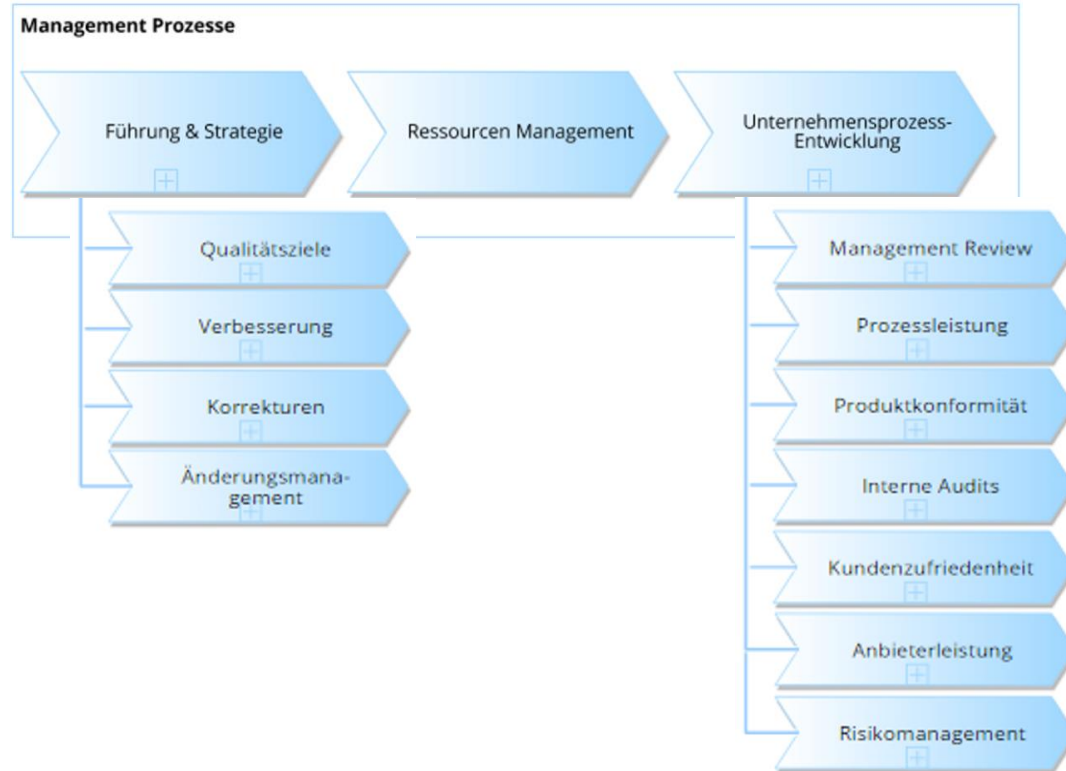 Management Prozesse
Führung & Strategie
Ressourcen Management
Unternehmensprozess-
Entwicklung
Qualitätsziele
Verbesserung
Korrekturen
Änderungsmana-
gement
Management Review
Prozessleistung
Produktkonformität
Interne Audits
Kundenzufriedenheit
Anbieterleistung
Risikomanagement